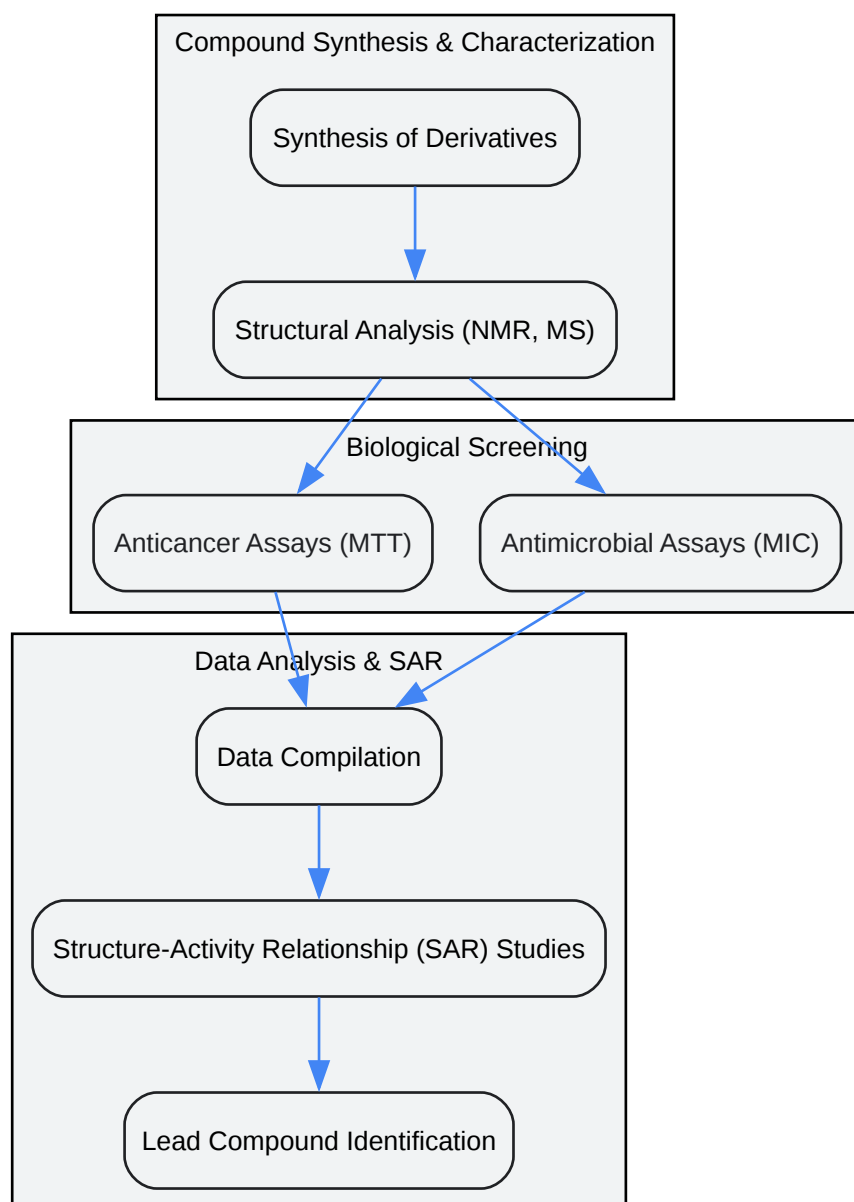 Compound Synthesis & Characterization
Synthesis of Derivatives
Structural Analysis (NMR, MS)
Biological Screening
Anticancer Assays (MTT)
Antimicrobial Assays (MIC)
Data Analysis & SAR
Data Compilation
Structure-Activity Relationship (SAR) Studies
Lead Compound Identification